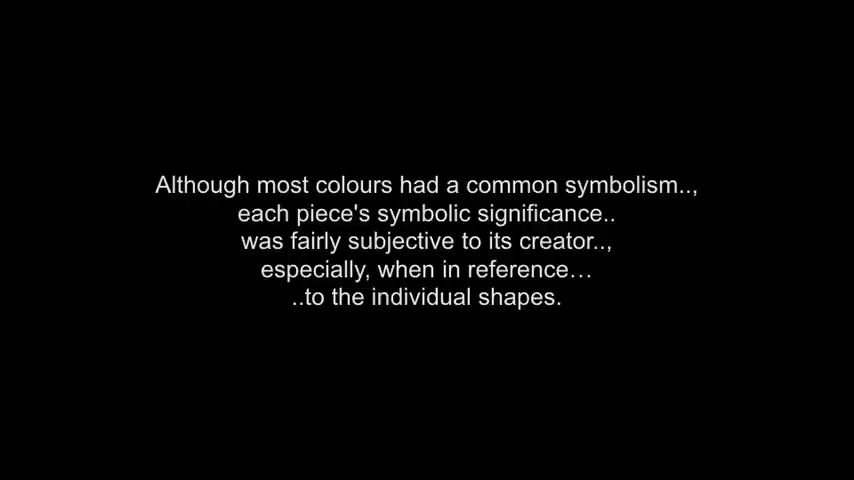 Although most colours had a common symbolism..,
each piece's symbolic significance..
was fairly subjective to its creator..,
especially, when in reference…
..to the individual shapes.